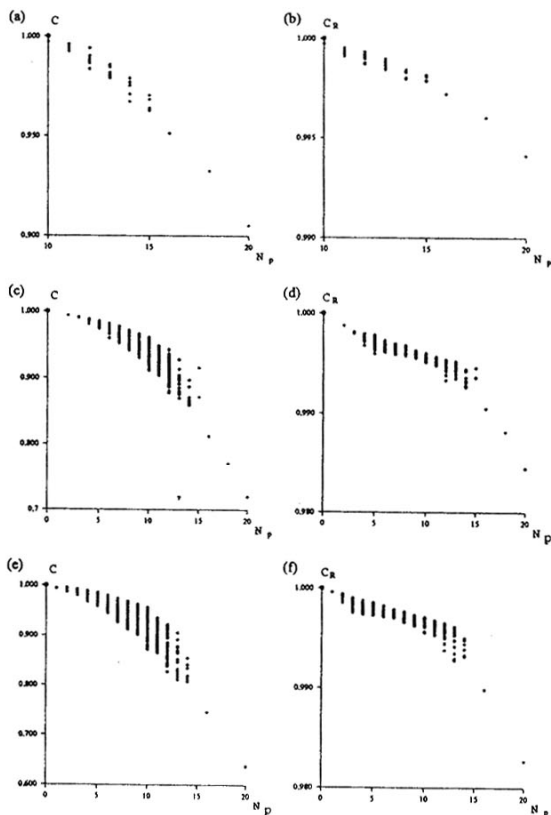 (a) C
1.000
0.950
0.900
10 15 20
N P
(b) C R
1.000
0.995
0.990
10 15 20
N P
(c) C
1.000
0.900
0.800
0.7
0 5 10 15 20
N P
(d) C R
1.000
0.990
0.980
0 5 10 15 20
N p
(e) C
1.000
0.900
0.800
0.700
0.600
0 5 10 15 20
N p
(f) C R
1.000
0.990
0.980
0 5 10 15 20
N p